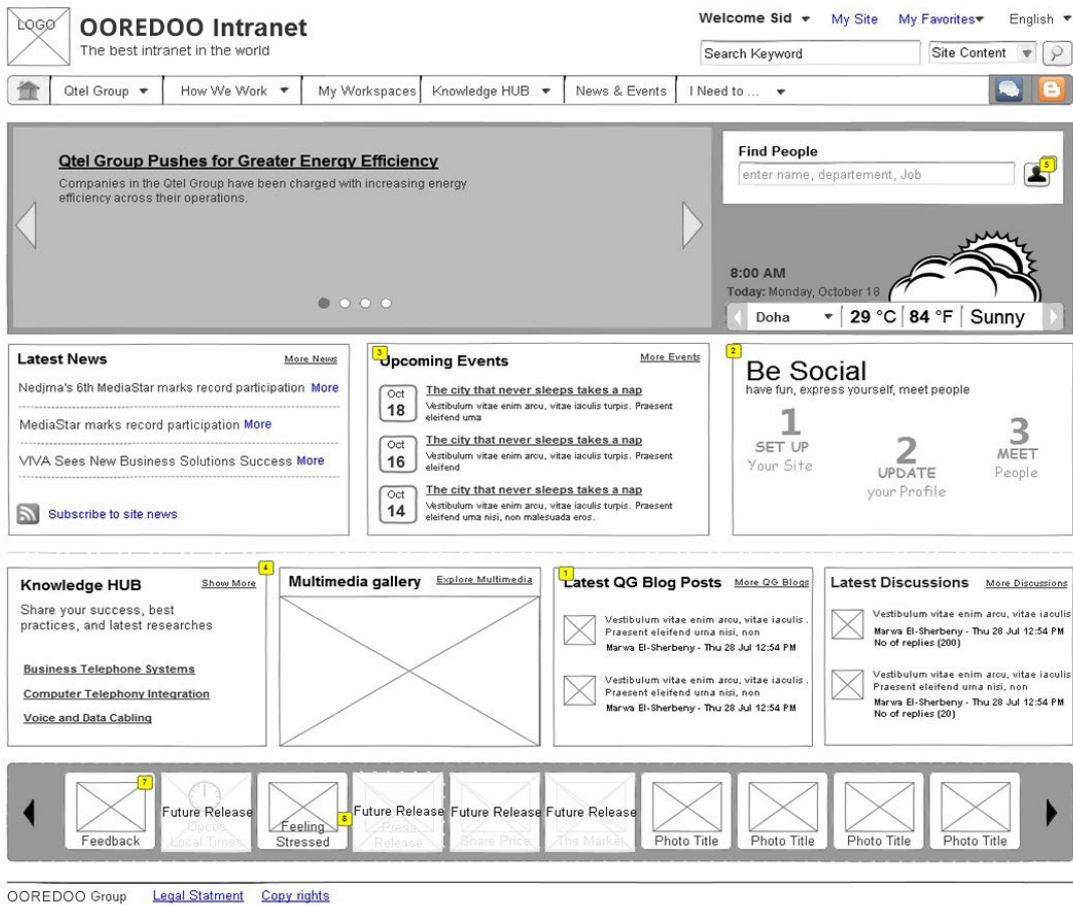 LOGO
OOREDOO Intranet
The best intranet in the world
Welcome Sid
My Site
My Favorites
English
Search Keyword
Site Content
Qtel Group
How We Work
My Workspaces
Knowledge HUB
News & Events
I Need to ...
Qtel Group Pushes for Greater Energy Efficiency
Companies in the Qtel Group have been charged with increasing energy
efficiency across their operations.
Find People
enter name, departement, Job
5
8:00 AM
Today: Monday, October 18
Doha
29 °C
84 °F
Sunny
Latest News
More News
Nedjma's 6th MediaStar marks record participation More
MediaStar marks record participation More
VIVA Sees New Business Solutions Success More
Subscribe to site news
3
Upcoming Events
More Events
Oct
18
The city that never sleeps takes a nap
Vestibulum vitae enim arcu, vitae iaculis turpis. Praesent
eleifend urna
Oct
16
The city that never sleeps takes a nap
Vestibulum vitae enim arcu, vitae iaculis turpis. Praesent
eleifend
Oct
14
The city that never sleeps takes a nap
Vestibulum vitae enim arcu, vitae iaculis turpis. Praesent
eleifend urna nisi, non malesuada eros.
2
Be Social
have fun, express yourself, meet people
1
SET UP
Your Site
2
UPDATE
your Profile
3
MEET
People
4
Knowledge HUB
Show More
Share your success, best
practices, and latest researches
Business Telephone Systems
Computer Telephony Integration
Voice and Data Cabling
Multimedia gallery
Explore Multimedia
1
Latest QG Blog Posts
More QG Blogs
Vestibulum vitae enim arcu, vitae iaculis .
Praesent eleifend urna nisi, non
Marwa El-Sherbeny - Thu 28 Jul 12:54 PM
Vestibulum vitae enim arcu, vitae iaculis .
Praesent eleifend urna nisi, non
Marwa El-Sherbeny - Thu 28 Jul 12:54 PM
Latest Discussions
More Discussions
Vestibulum vitae enim arcu, vitae iaculis
Marwa El-Sherbeny - Thu 28 Jul 12:54 PM
No of replies (200)
Vestibulum vitae enim arcu, vitae iaculis
Praesent eleifend urna nisi, non
Marwa El-Sherbeny - Thu 28 Jul 12:54 PM
No of replies (20)
7
Feedback
Future Release
Opcos
Local Times
8
Feeling
Stressed
Future Release
Press
Release
Future Release
Share Price
Future Release
The Market
Photo Title
Photo Title
Photo Title
Photo Title
OOREDOO Group
Legal Statment
Copy rights